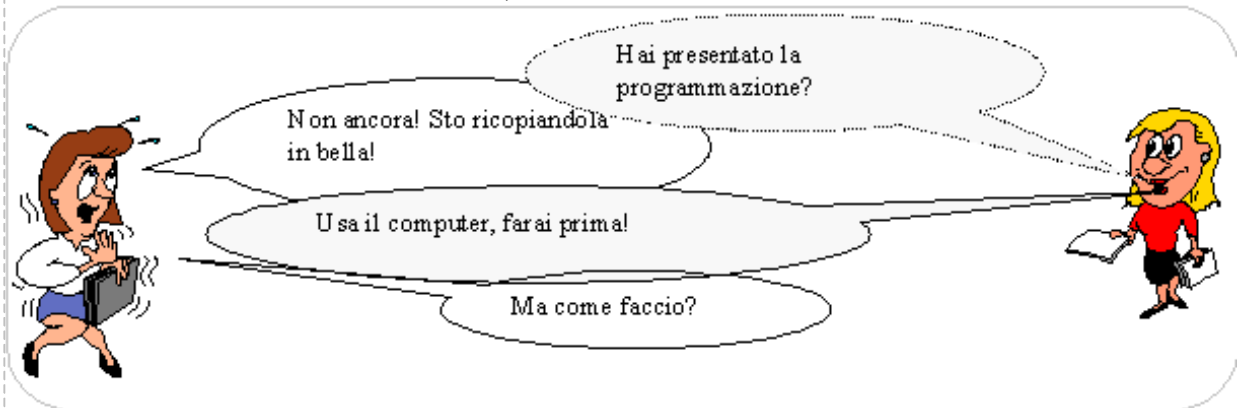 Hai presentato la
programmazione?
Non ancora! Sto ricopiandola
in bella!
Usa il computer, farai prima!
Ma come faccio?